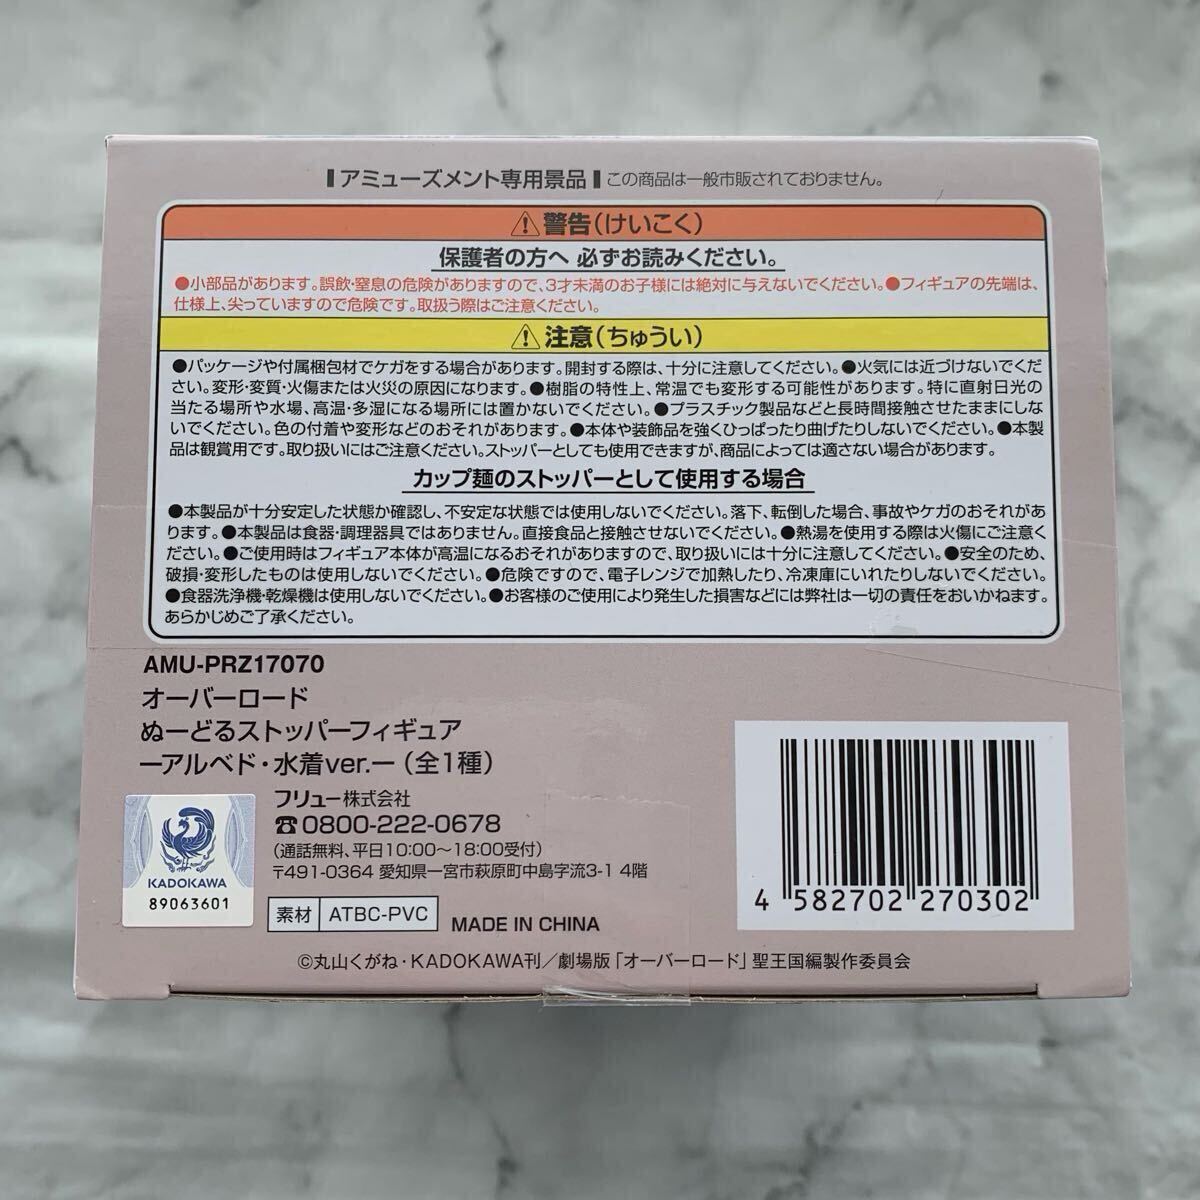 アミューズメント専用景品 この商品は一般市販されておりません。
⚠警告(けいこく)
保護者の方へ 必ずお読みください。
●小部品があります。誤飲・窒息の危険がありますので、3才未満のお子様には絶対に与えないでください。●フィギュアの先端は、
仕様上、尖っていますので危険です。取扱う際はご注意ください。
⚠注意(ちゅうい)
●パッケージや付属梱包材でケガをする場合があります。開封する際は、十分に注意してください。●火気には近づけないでくだ
さい。変形・変質・火傷または火災の原因になります。●樹脂の特性上、常温でも変形する可能性があります。特に直射日光の
当たる場所や水場、高温・多湿になる場所には置かないでください。●プラスチック製品などと長時間接触させたままにしな
いでください。色の付着や変形などのおそれがあります。●本体や装飾品を強くひっぱったり曲げたりしないでください。●本製
品は観賞用です。取り扱いにはご注意ください。ストッパーとしても使用できますが、商品によっては適さない場合があります。
カップ麺のストッパーとして使用する場合
●本製品が十分安定した状態か確認し、不安定な状態では使用しないでください。落下、転倒した場合、事故やケガのおそれがあ
ります。●本製品は食器・調理器具ではありません。直接食品と接触させないでください。●熱湯を使用する際は火傷にご注意く
ださい。●ご使用時はフィギュア本体が高温になるおそれがありますので、取り扱いには十分に注意してください。●安全のため、
破損・変形したものは使用しないでください。●危険ですので、電子レンジで加熱したり、冷凍庫にいれたりしないでください。
●食器洗浄機・乾燥機は使用しないでください。●お客様のご使用により発生した損害などには弊社は一切の責任をおいかねます。
あらかじめご了承ください。
AMU-PRZ17070
オーバーロード
ぬーどるストッパーフィギュア
ーアルベド・水着ver.ー(全1種)
フリュー株式会社
☎0800-222-0678
(通話無料、平日10:00〜18:00受付)
〒491-0364 愛知県一宮市萩原町中島字流3-1 4階
KADOKAWA
89063601
素材 ATBC-PVC MADE IN CHINA
4 582702 270302
©丸山くがね・KADOKAWA刊/劇場版「オーバーロード」聖王国編製作委員会